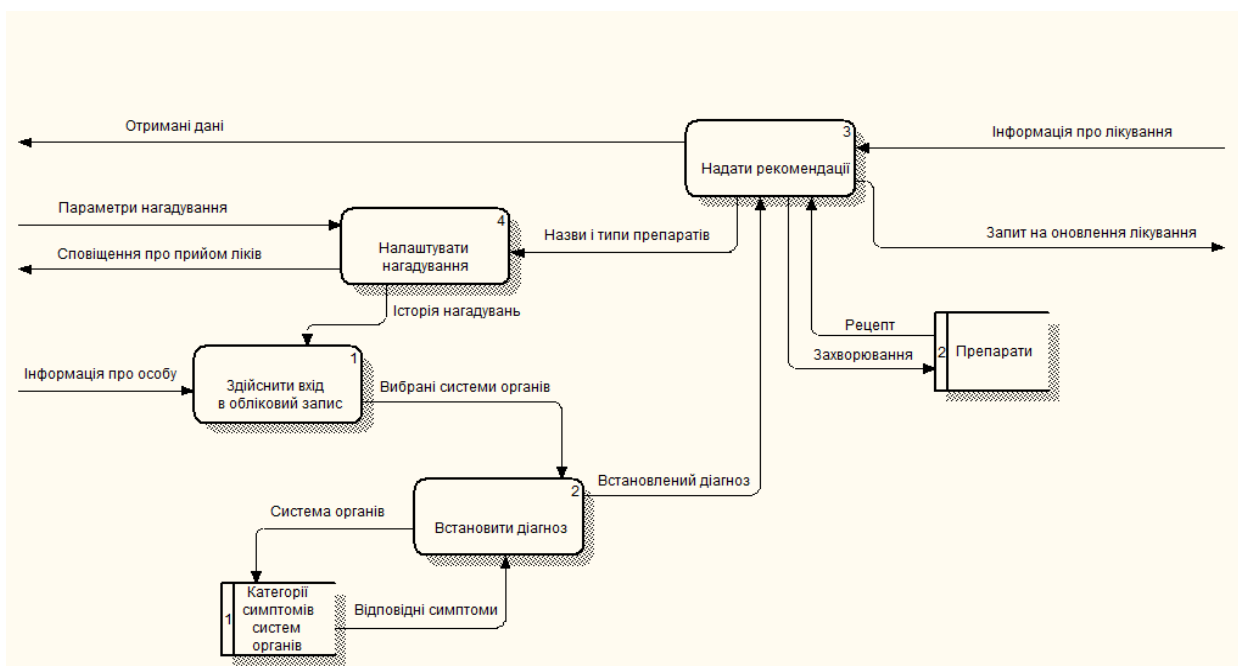 Отримані дані
3
Інформація про лікування
Надати рекомендації
Параметри нагадування
4
Назви і типи препаратів
Запит на оновлення лікування
Налаштувати
нагадування
Сповіщення про прийом ліків
Історія нагадувань
Рецепт
2
Препарати
Захворювання
1
Інформація про особу
Здійснити вхід
в обліковий запис
Вибрані системи органів
Встановлений діагноз
2
Система органів
Встановити діагноз
1
Категорії
симптомів
систем
органів
Відповідні симптоми